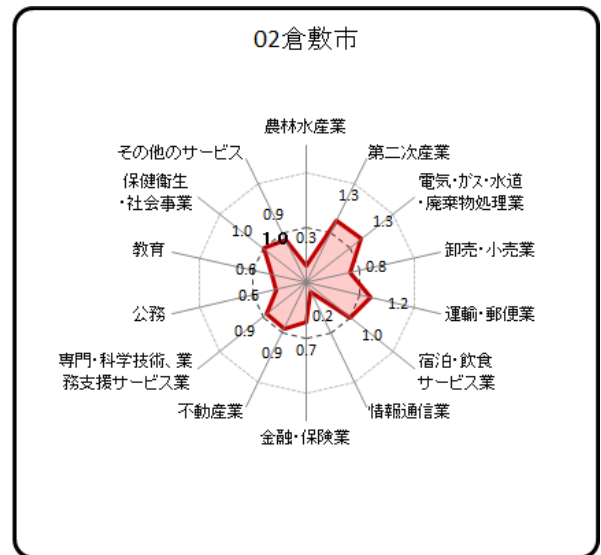 02倉敷市
農林水産業
その他のサービス
第二次産業
保健衛生
・社会事業
電気・ガス・水道
・廃棄物処理業
1.3
1.3
0.9
1.0
1.0
0.3
教育
0.8
卸売・小売業
0.6
1.2
公務
運輸・郵便業
0.9
0.2
1.0
専門・科学技術、業
務支援サービス業
宿泊・飲食
サービス業
0.9
0.7
不動産業
情報通信業
金融・保険業